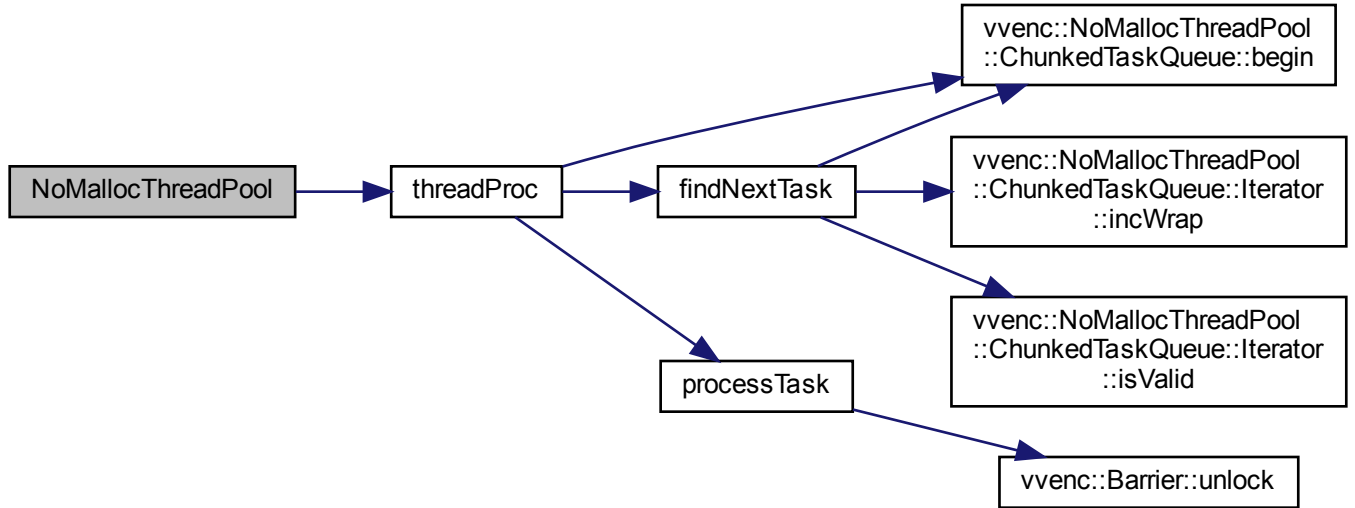 vvenc::NoMallocThreadPool
::ChunkedTaskQueue::begin
NoMallocThreadPool
threadProc
findNextTask
vvenc::NoMallocThreadPool
::ChunkedTaskQueue::Iterator
::incWrap
vvenc::NoMallocThreadPool
::ChunkedTaskQueue::Iterator
::isValid
processTask
vvenc::Barrier::unlock